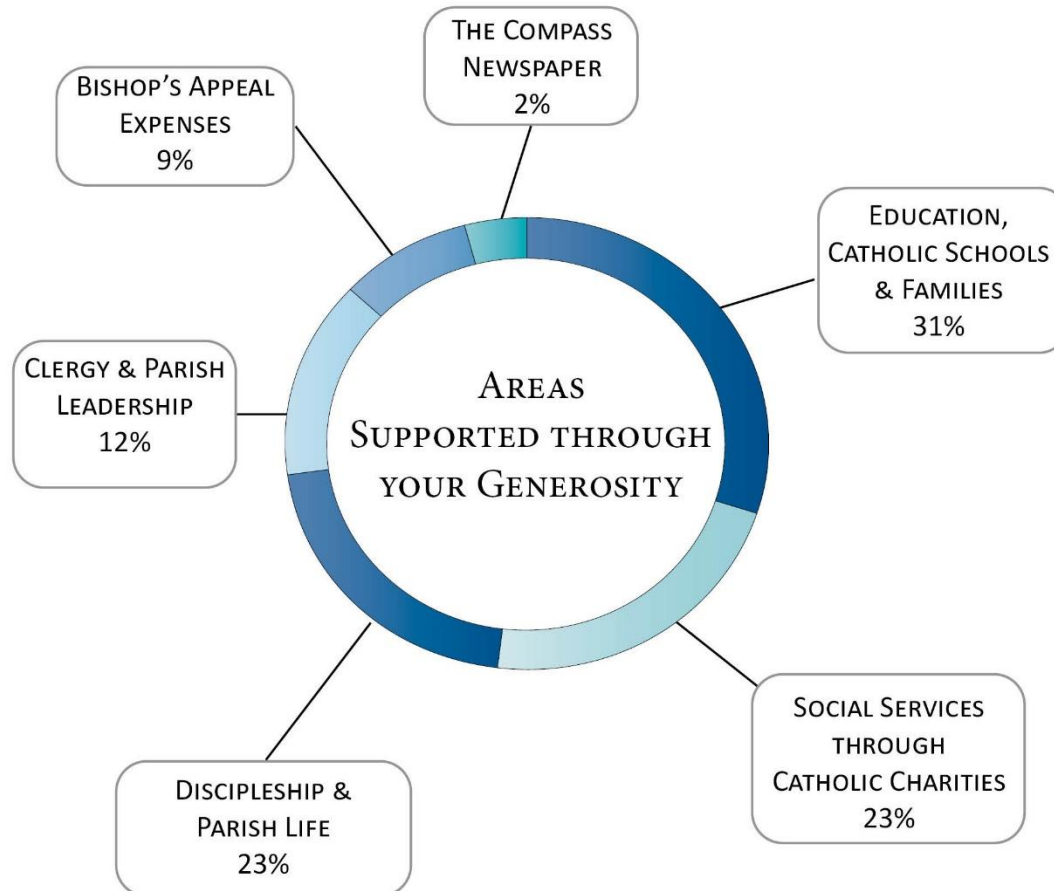 The Compass
Newspaper
2%
Bishop's Appeal
Expenses
9%
Education,
Catholic Schools
& Families
31%
Clergy & Parish
Leadership
12%
Areas
Supported through
your Generosity
Social Services
through
Catholic Charities
23%
Discipleship &
Parish Life
23%